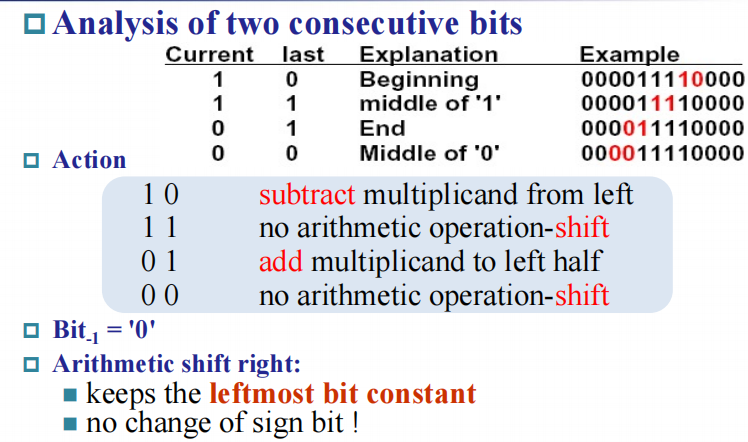 Analysis of two consecutive bits
Current last Explanation Example
1 0 Beginning 000011110000
1 1 middle of '1' 000011110000
0 1 End 000011110000
0 0 Middle of '0' 000011110000
Action
1 0 subtract multiplicand from left
1 1 no arithmetic operation-shift
0 1 add multiplicand to left half
0 0 no arithmetic operation-shift
Bit-1 = '0'
Arithmetic shift right:
keeps the leftmost bit constant
no change of sign bit !